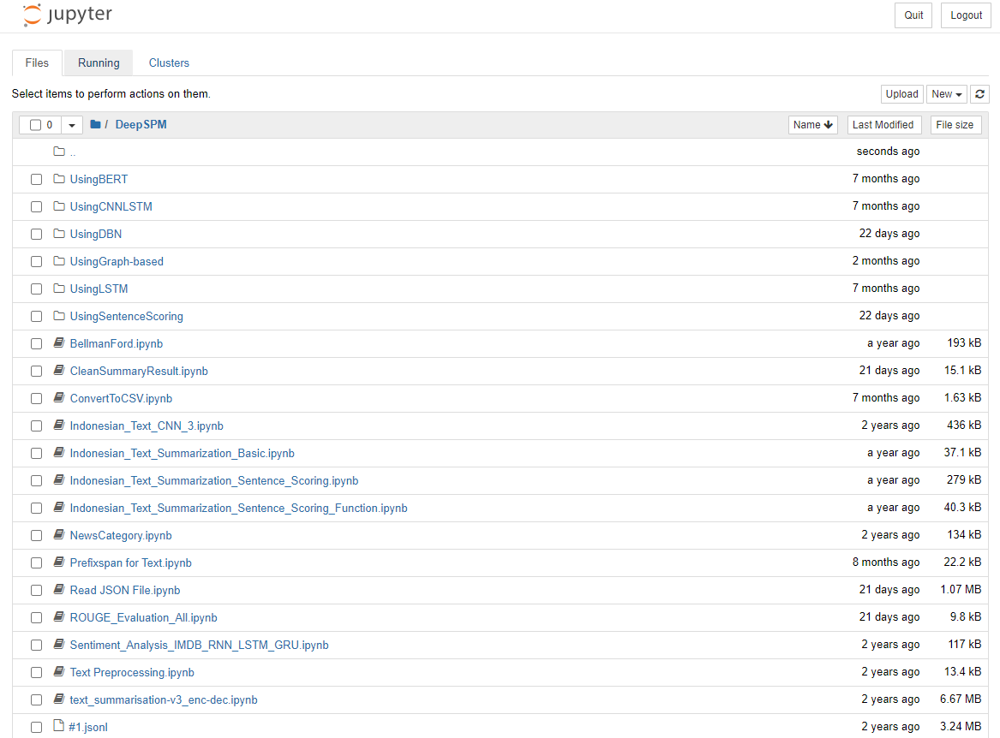 jupyter Quit Logout
Files Running Clusters
Select items to perform actions on them. Upload New
0 / DeepSPM Name Last Modified File size
.. seconds ago
UsingBERT 7 months ago
UsingCNNLSTM 7 months ago
UsingDBN 22 days ago
UsingGraph-based 2 months ago
UsingLSTM 7 months ago
UsingSentenceScoring 22 days ago
BellmanFord.ipynb a year ago 193 kB
CleanSummaryResult.ipynb 21 days ago 15.1 kB
ConvertToCSV.ipynb 7 months ago 1.63 kB
Indonesian_Text_CNN_3.ipynb 2 years ago 436 kB
Indonesian_Text_Summarization_Basic.ipynb a year ago 37.1 kB
Indonesian_Text_Summarization_Sentence_Scoring.ipynb a year ago 279 kB
Indonesian_Text_Summarization_Sentence_Scoring_Function.ipynb a year ago 40.3 kB
NewsCategory.ipynb 2 years ago 134 kB
Prefixspan for Text.ipynb 8 months ago 22.2 kB
Read JSON File.ipynb 21 days ago 1.07 MB
ROUGE_Evaluation_All.ipynb 21 days ago 9.8 kB
Sentiment_Analysis_IMDB_RNN_LSTM_GRU.ipynb 2 years ago 117 kB
Text Preprocessing.ipynb 2 years ago 13.4 kB
text_summarisation-v3_enc-dec.ipynb 2 years ago 6.67 MB
#1.jsonl 2 years ago 3.24 MB